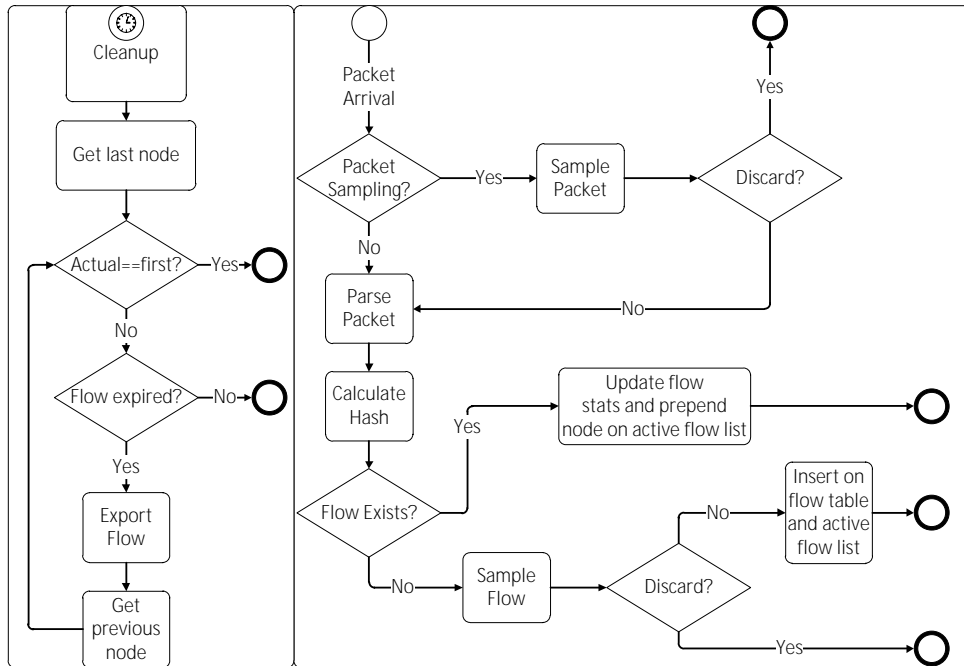 Cleanup
Get last node
Actual==first?
Yes
No
Flow expired?
No
Yes
Export
Flow
Get
previous
node
Packet
Arrival
Packet
Sampling?
Yes
Sample
Packet
Discard?
Yes
No
No
Parse
Packet
Calculate
Hash
Flow Exists?
Yes
Update flow
stats and prepend
node on active flow list
No
Sample
Flow
Discard?
No
Insert on
flow table
and active
flow list
Yes